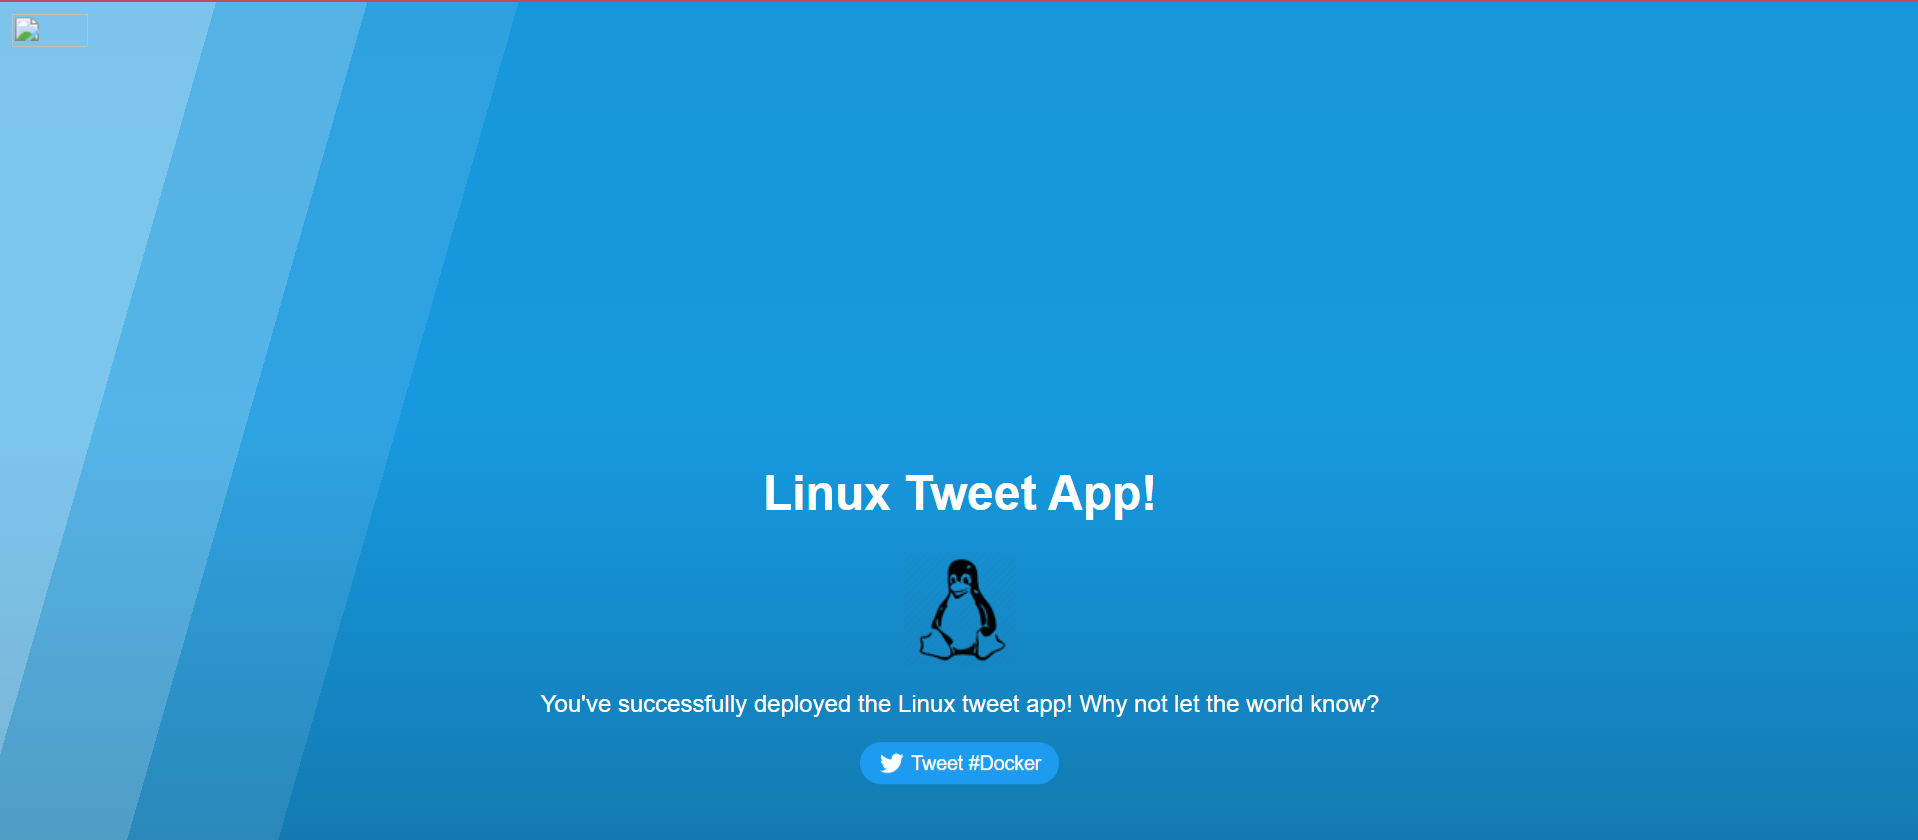 Linux Tweet App!
You've successfully deployed the Linux tweet app! Why not let the world know?
Tweet #Docker